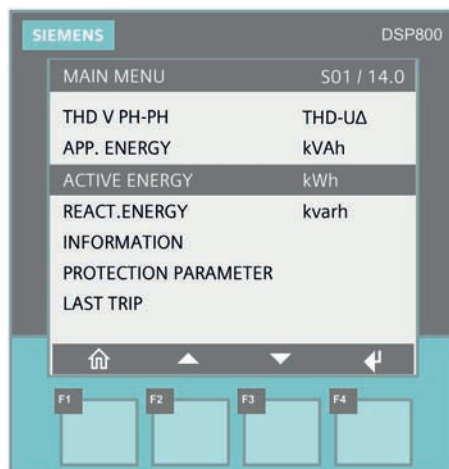 SIEMENS DSP800
MAIN MENU S01 / 14.0
THD V PH-PH THD-UΔ
APP. ENERGY kVAh
ACTIVE ENERGY kWh
REACT.ENERGY kvarh
INFORMATION
PROTECTION PARAMETER
LAST TRIP
F1 F2 F3 F4